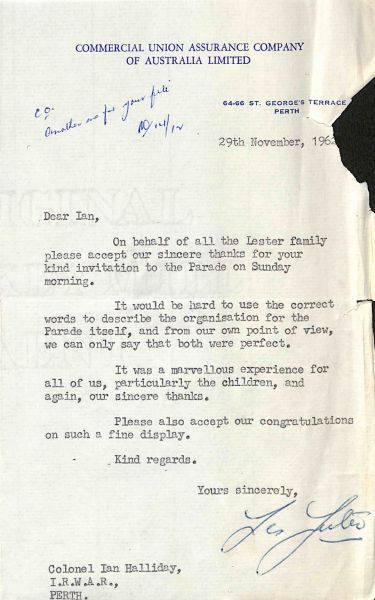 COMMERCIAL UNION ASSURANCE COMPANY
OF AUSTRALIA LIMITED
C.O.
Another one for your file
14/12
64-66 ST. GEORGE'S TERRACE
PERTH
29th November, 1962
Dear Ian,
On behalf of all the Lester family
please accept our sincere thanks for your
kind invitation to the Parade on Sunday
morning.
It would be hard to use the correct
words to describe the organisation for the
Parade itself, and from our own point of view,
we can only say that both were perfect.
It was a marvellous experience for
all of us, particularly the children, and
again, our sincere thanks.
Please also accept our congratulations
on such a fine display.
Kind regards.
Yours sincerely,
Les Lester
Colonel Ian Halliday,
I.R.W.A.R.,
PERTH.